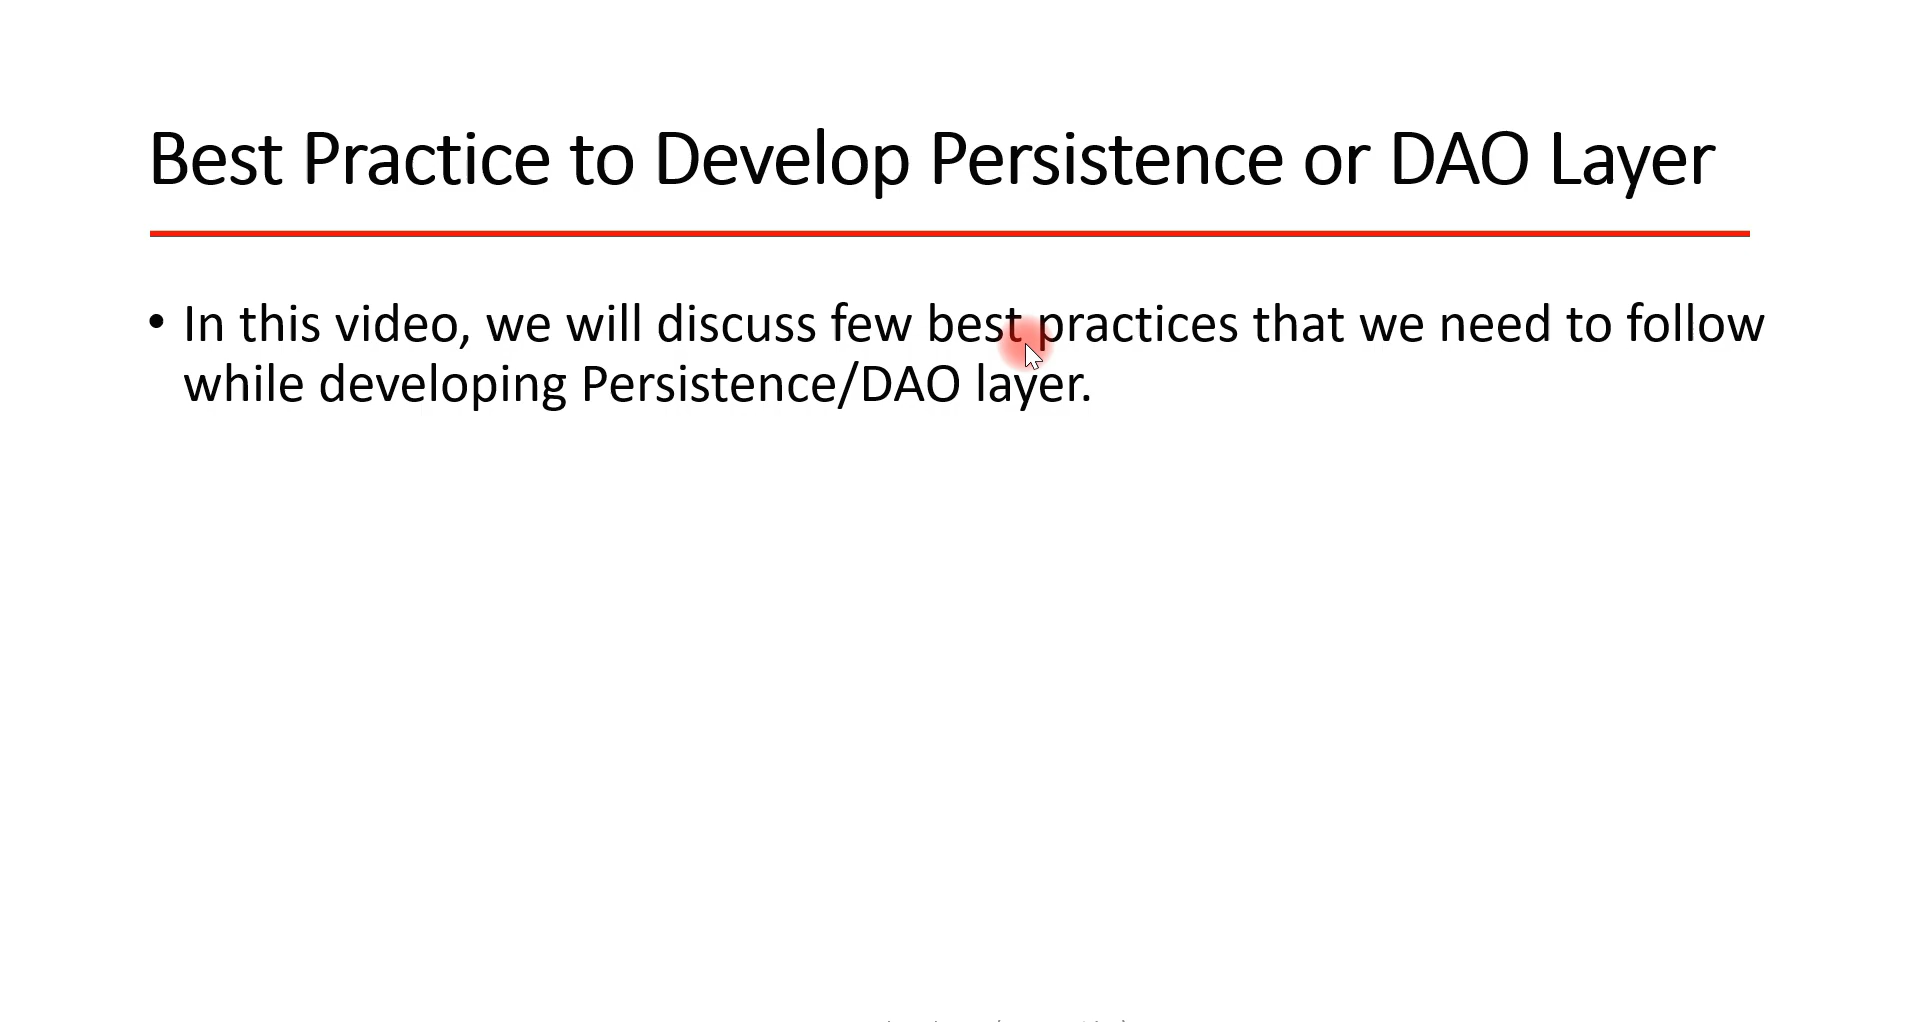 Best Practice to Develop Persistence or DAO Layer
• In this video, we will discuss few best practices that we need to follow
while developing Persistence/DAO layer.